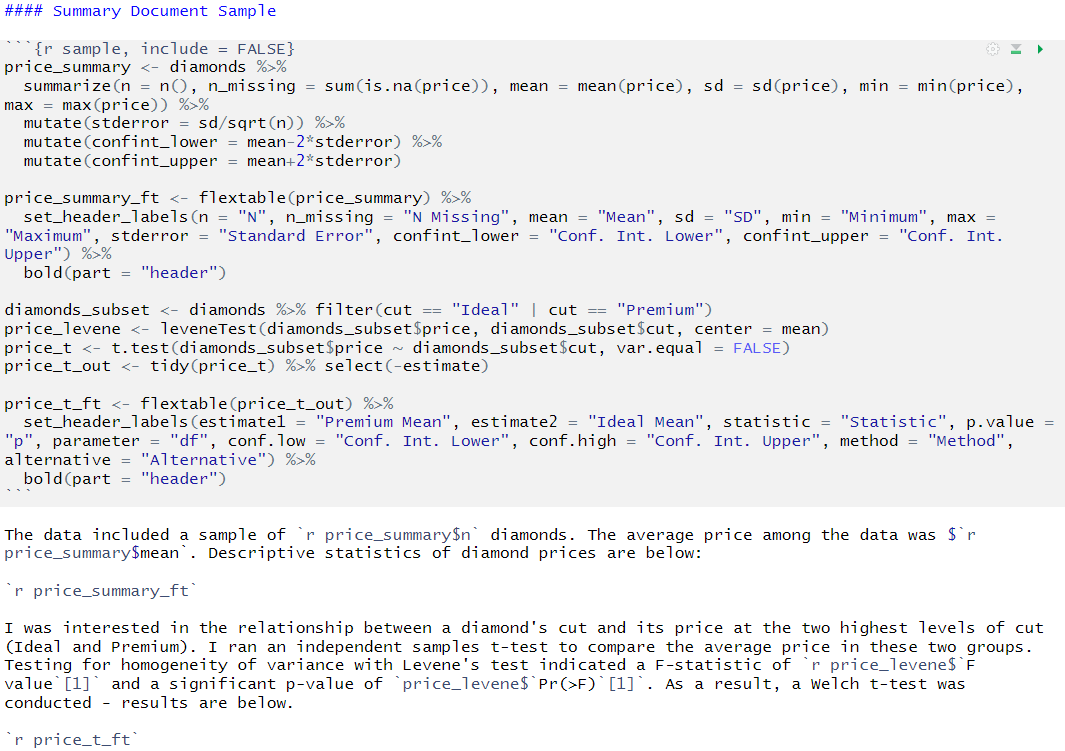 #### Summary Document Sample
```{r sample, include = FALSE}
price_summary <- diamonds %>%
  summarize(n = n(), n_missing = sum(is.na(price)), mean = mean(price), sd = sd(price), min = min(price),
max = max(price)) %>%
  mutate(stderror = sd/sqrt(n)) %>%
  mutate(confint_lower = mean-2*stderror) %>%
  mutate(confint_upper = mean+2*stderror)
price_summary_ft <- flextable(price_summary) %>%
  set_header_labels(n = "N", n_missing = "N Missing", mean = "Mean", sd = "SD", min = "Minimum", max =
"Maximum", stderror = "Standard Error", confint_lower = "Conf. Int. Lower", confint_upper = "Conf. Int.
Upper") %>%
  bold(part = "header")
diamonds_subset <- diamonds %>% filter(cut == "Ideal" | cut == "Premium")
price_levene <- leveneTest(diamonds_subset$price, diamonds_subset$cut, center = mean)
price_t <- t.test(diamonds_subset$price ~ diamonds_subset$cut, var.equal = FALSE)
price_t_out <- tidy(price_t) %>% select(-estimate)
price_t_ft <- flextable(price_t_out) %>%
  set_header_labels(estimate1 = "Premium Mean", estimate2 = "Ideal Mean", statistic = "Statistic", p.value =
"p", parameter = "df", conf.low = "Conf. Int. Lower", conf.high = "Conf. Int. Upper", method = "Method",
alternative = "Alternative") %>%
  bold(part = "header")
```
The data included a sample of `r price_summary$n` diamonds. The average price among the data was $`r
price_summary$mean`. Descriptive statistics of diamond prices are below:
`r price_summary_ft`
I was interested in the relationship between a diamond's cut and its price at the two highest levels of cut
(Ideal and Premium). I ran an independent samples t-test to compare the average price in these two groups.
Testing for homogeneity of variance with Levene's test indicated a F-statistic of `r price_levene$`F
value`[1]` and a significant p-value of `price_levene$`Pr(>F)`[1]`. As a result, a Welch t-test was
conducted - results are below.
`r price_t_ft`